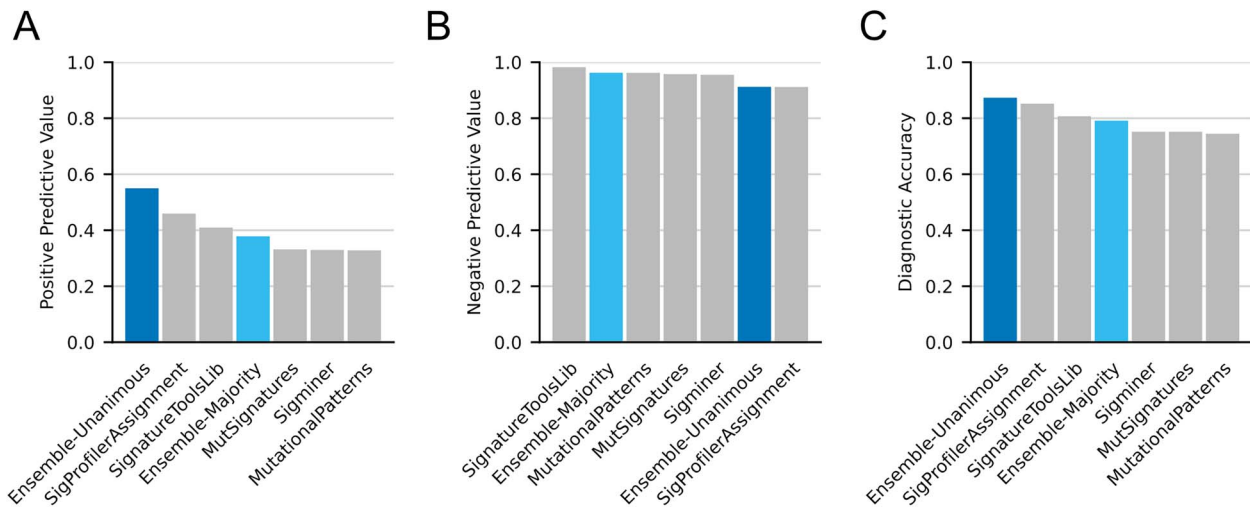 A
Positive Predictive Value
1.0
0.8
0.6
0.4
0.2
0.0
Ensemble-Unanimous
SigProfilerAssignment
SignatureToolsLib
Ensemble-Majority
MutSignatures
Sigminer
MutationalPatterns
B
Negative Predictive Value
1.0
0.8
0.6
0.4
0.2
0.0
SignatureToolsLib
Ensemble-Majority
MutationalPatterns
MutSignatures
Sigminer
Ensemble-Unanimous
SigProfilerAssignment
C
Diagnostic Accuracy
1.0
0.8
0.6
0.4
0.2
0.0
Ensemble-Unanimous
SigProfilerAssignment
SignatureToolsLib
Ensemble-Majority
Sigminer
MutSignatures
MutationalPatterns